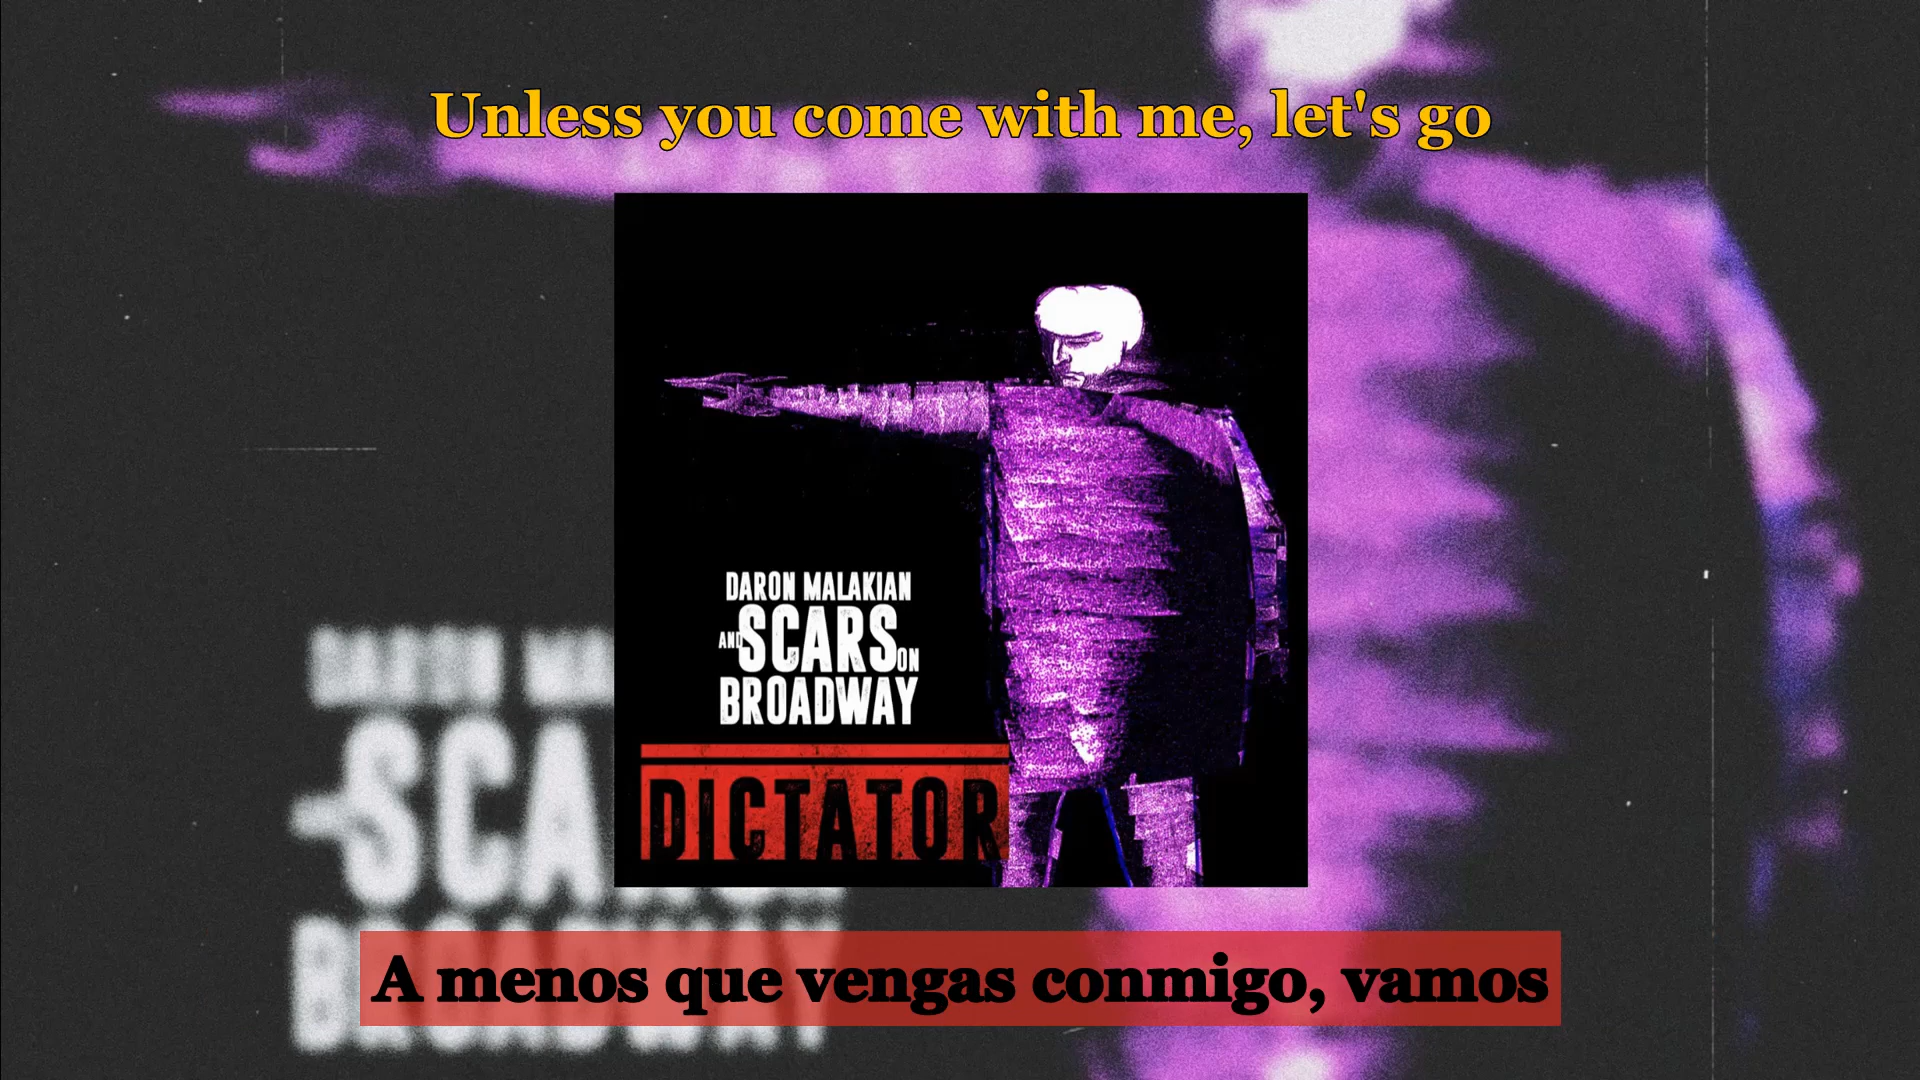 Unless you come with me, let's go
DARON MALAKIAN
AND SCARS ON
BROADWAY
DICTATOR
A menos que vengas conmigo, vamos